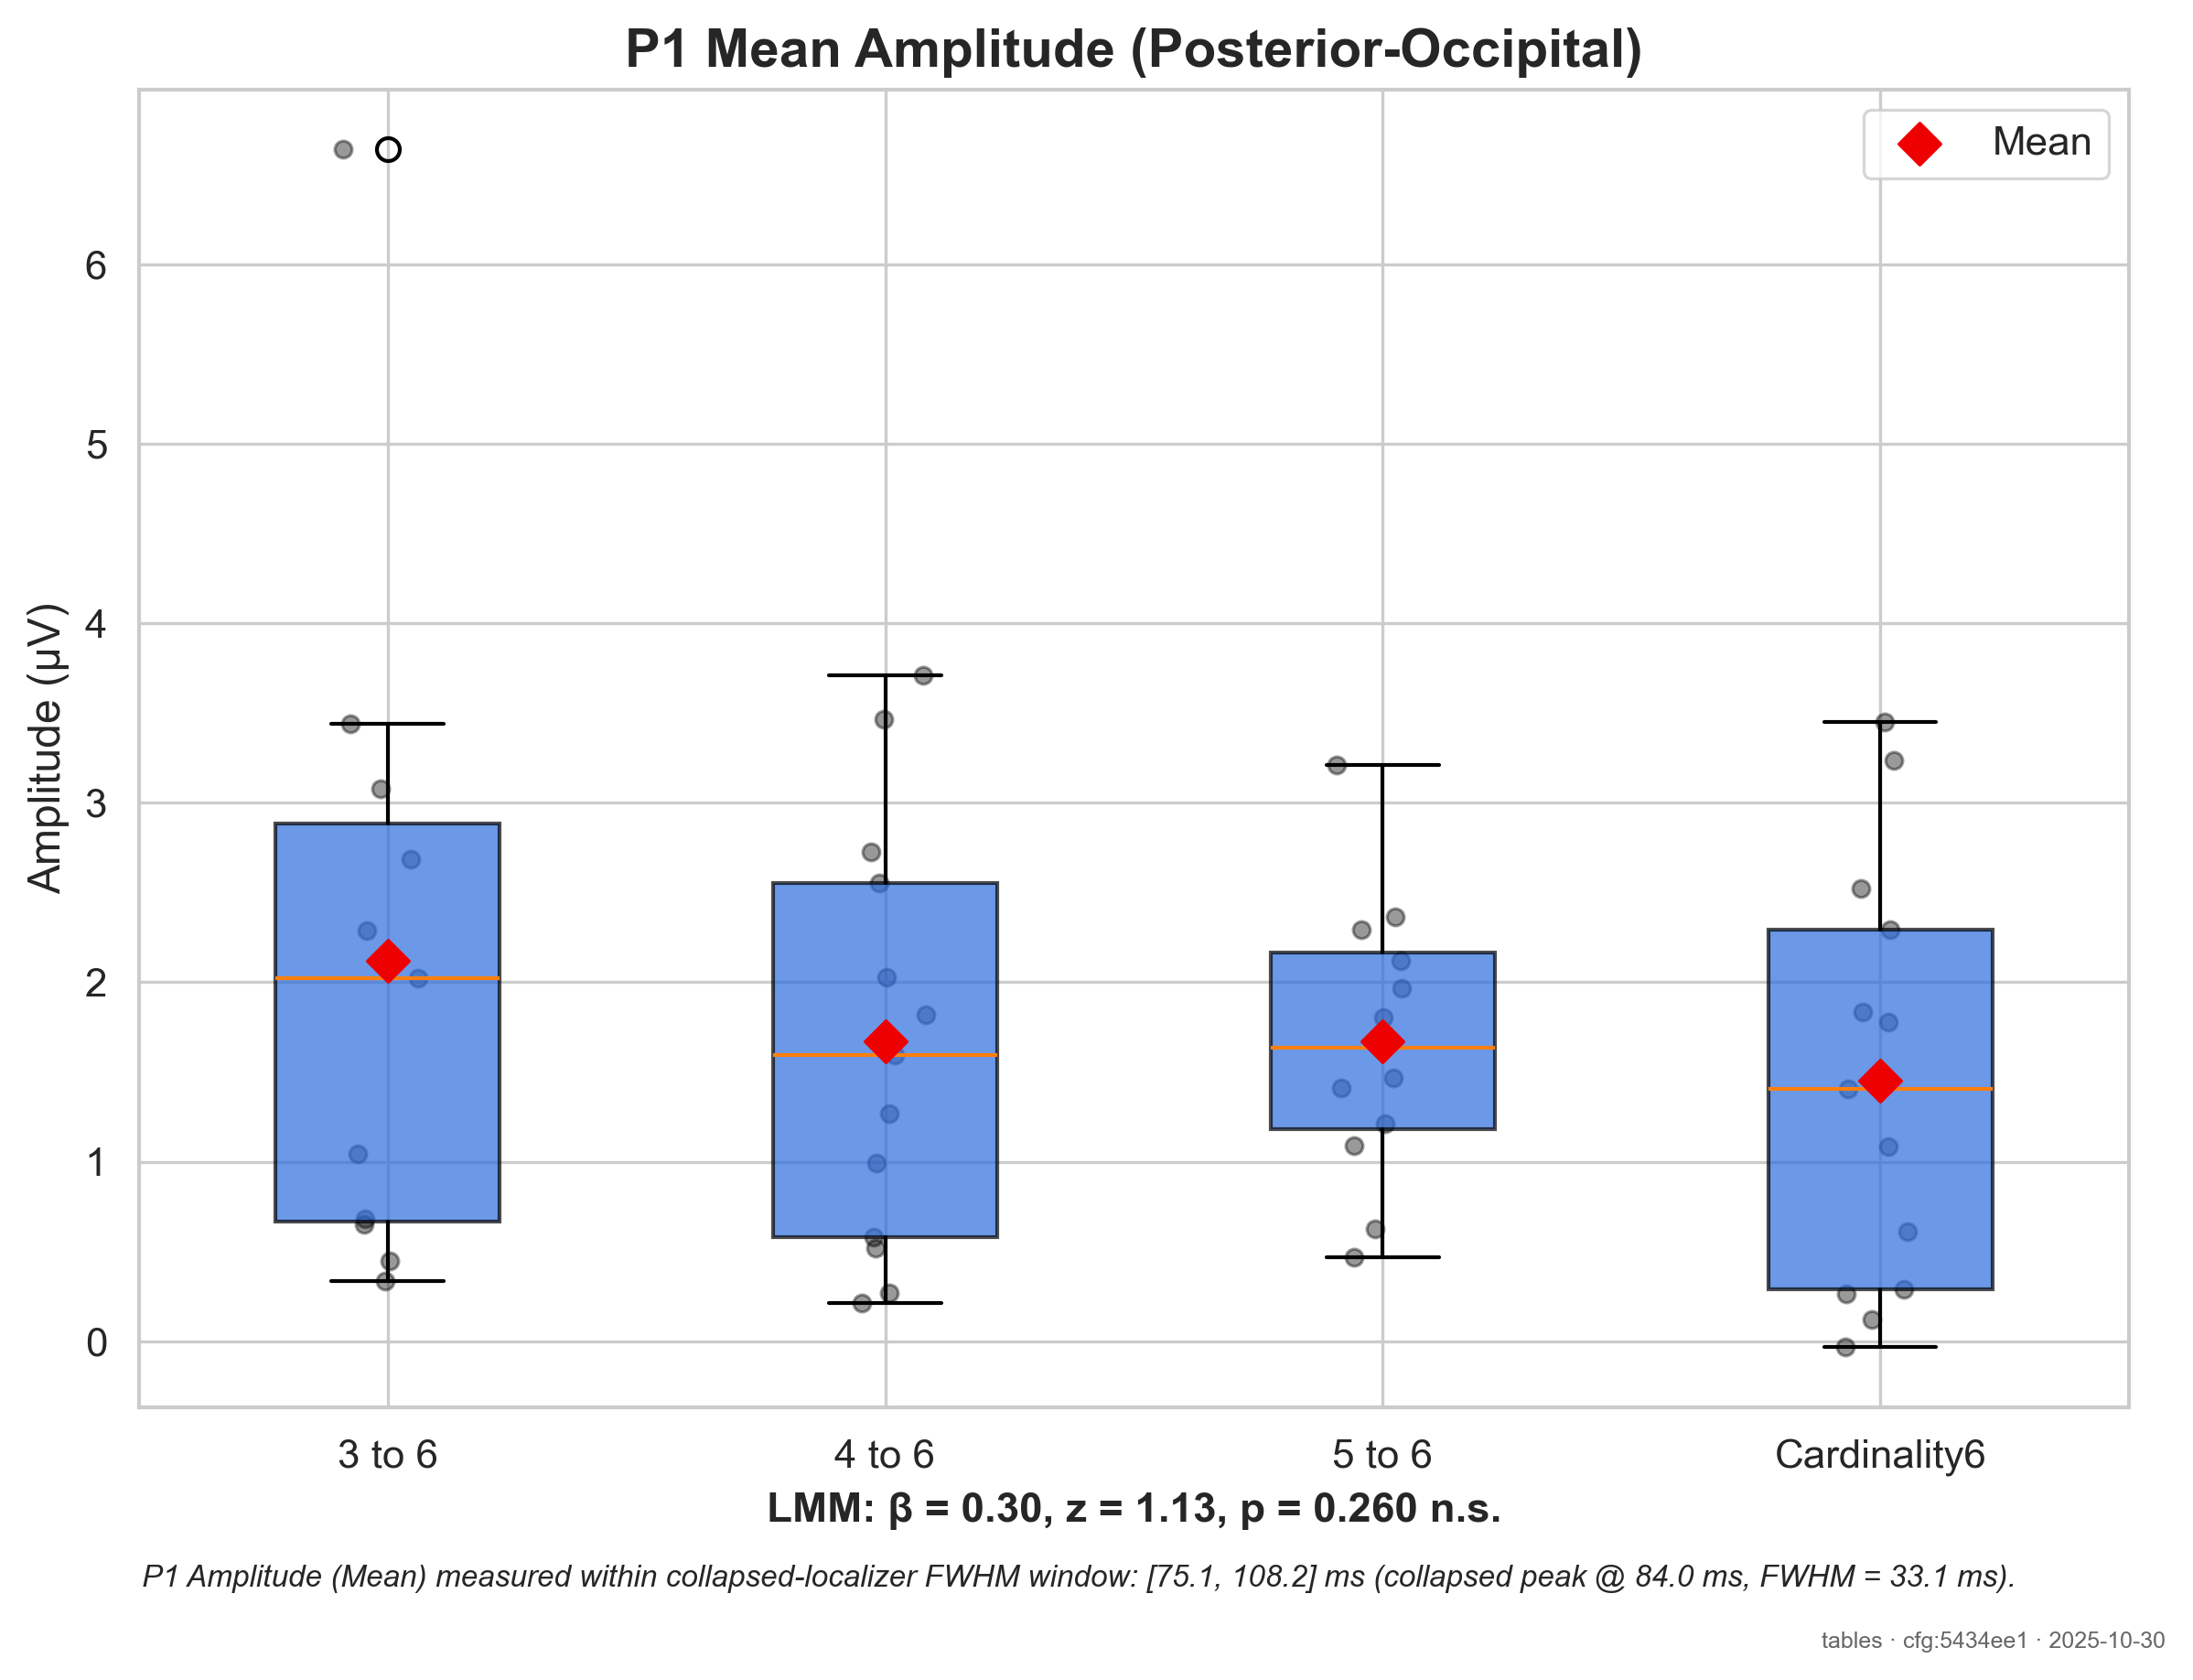 P1 Mean Amplitude (Posterior-Occipital)
Mean
Amplitude (µV)
6
5
4
3
2
1
0
3 to 6
4 to 6
5 to 6
Cardinality6
LMM: β = 0.30, z = 1.13, p = 0.260 n.s.
P1 Amplitude (Mean) measured within collapsed-localizer FWHM window: [75.1, 108.2] ms (collapsed peak @ 84.0 ms, FWHM = 33.1 ms).
tables · cfg:5434ee1 · 2025-10-30